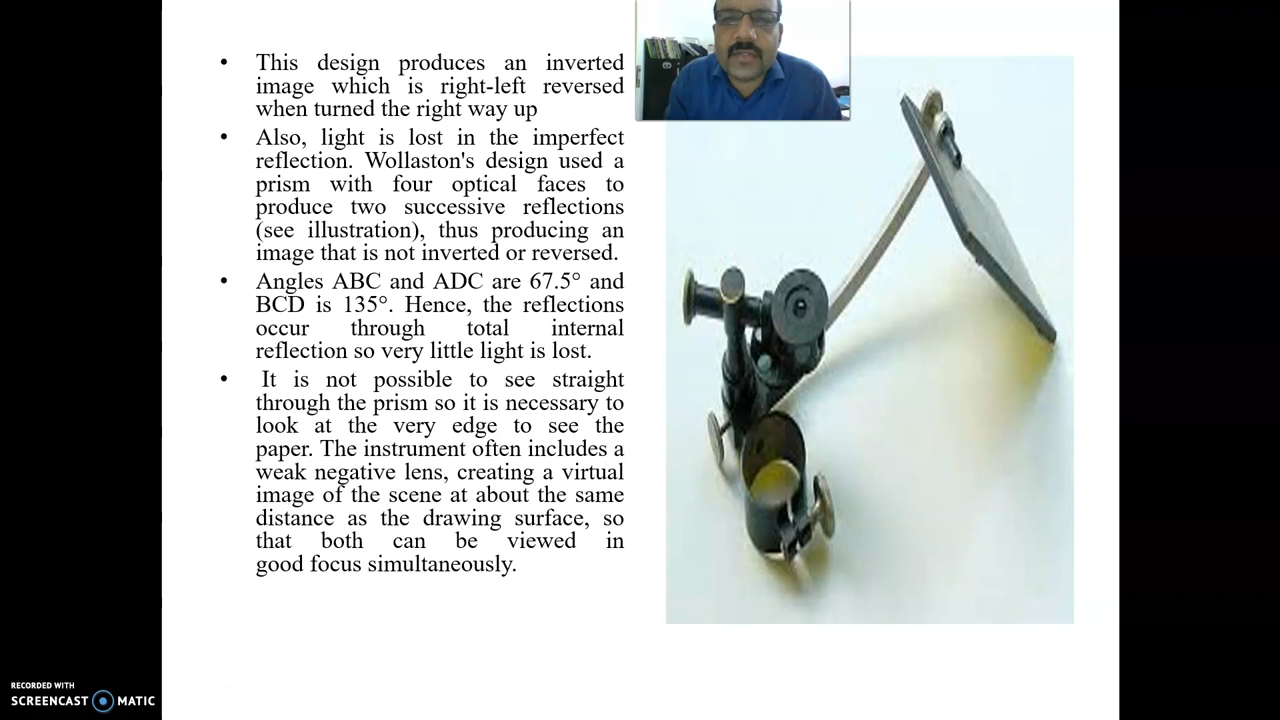 • This design produces an inverted
image which is right-left reversed
when turned the right way up
• Also, light is lost in the imperfect
reflection. Wollaston's design used a
prism with four optical faces to
produce two successive reflections
(see illustration), thus producing an
image that is not inverted or reversed.
• Angles ABC and ADC are 67.5° and
BCD is 135°. Hence, the reflections
occur through total internal
reflection so very little light is lost.
• It is not possible to see straight
through the prism so it is necessary to
look at the very edge to see the
paper. The instrument often includes a
weak negative lens, creating a virtual
image of the scene at about the same
distance as the drawing surface, so
that both can be viewed in
good focus simultaneously.
RECORDED WITH
SCREENCAST MATIC